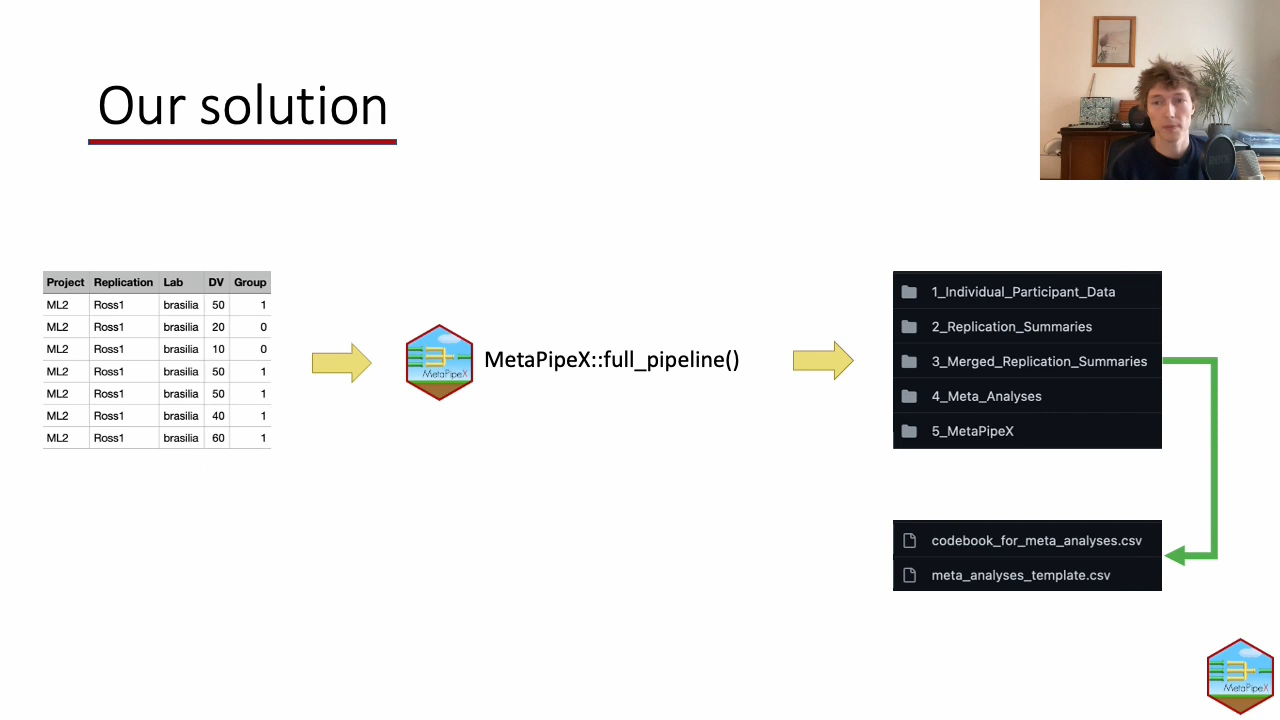 Our solution
Project Replication Lab DV Group
ML2 Ross1 brasilia 50 1
ML2 Ross1 brasilia 20 0
ML2 Ross1 brasilia 10 0
ML2 Ross1 brasilia 50 1
ML2 Ross1 brasilia 50 1
ML2 Ross1 brasilia 40 1
ML2 Ross1 brasilia 60 1
MetaPipeX
MetaPipeX::full_pipeline()
1_Individual_Participant_Data
2_Replication_Summaries
3_Merged_Replication_Summaries
4_Meta_Analyses
5_MetaPipeX
codebook_for_meta_analyses.csv
meta_analyses_template.csv
MetaPipeX